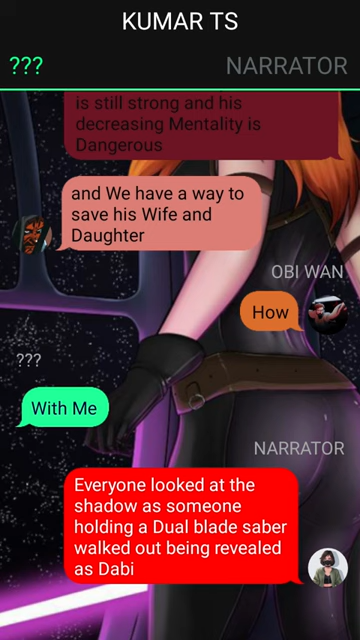 KUMAR TS
??? NARRATOR
is still strong and his
decreasing Mentality is
Dangerous
and We have a way to
save his Wife and
Daughter
OBI WAN
How
???
With Me
NARRATOR
Everyone looked at the
shadow as someone
holding a Dual blade saber
walked out being revealed
as Dabi